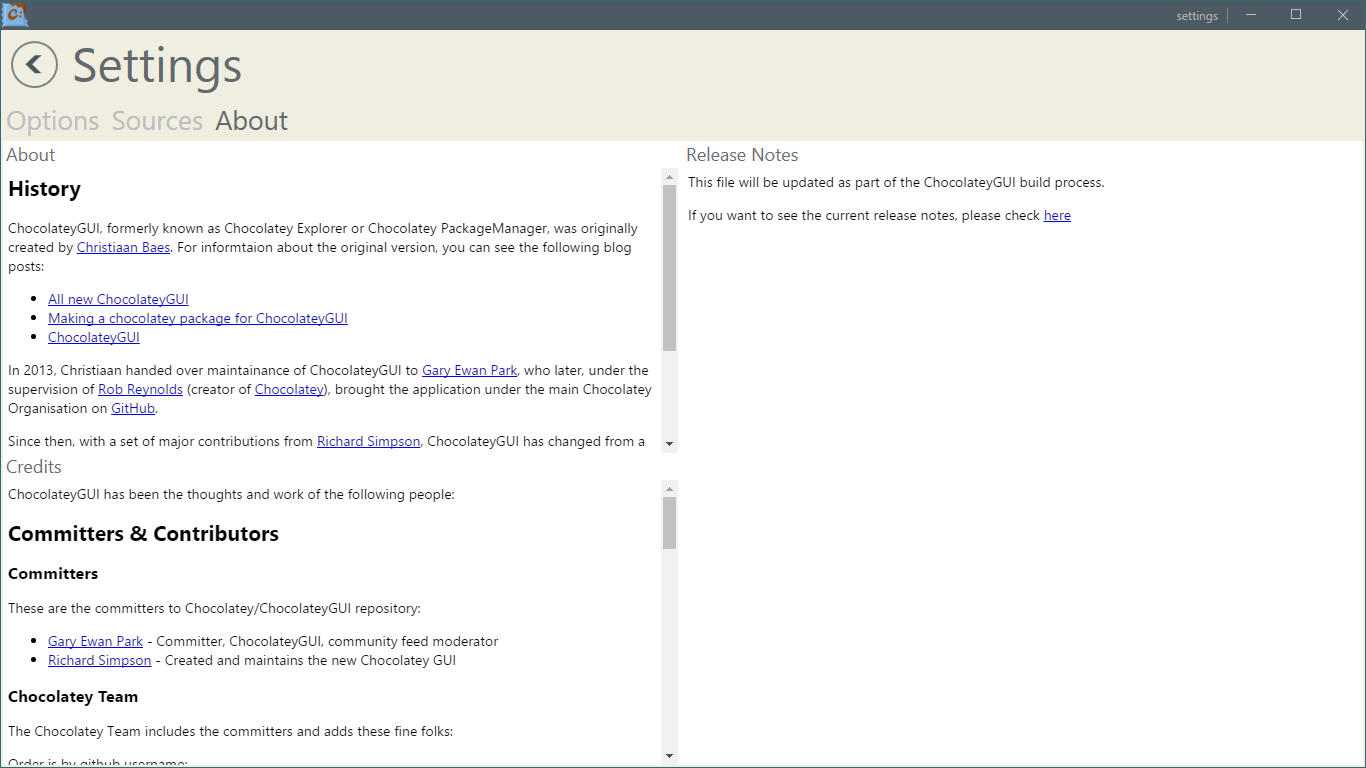 settings
Settings
Options Sources About
About
History
ChocolateyGUI, formerly known as Chocolatey Explorer or Chocolatey PackageManager, was originally
created by Christiaan Baes. For informtaion about the original version, you can see the following blog
posts:
All new ChocolateyGUI
Making a chocolatey package for ChocolateyGUI
ChocolateyGUI
In 2013, Christiaan handed over maintainance of ChocolateyGUI to Gary Ewan Park, who later, under the
supervision of Rob Reynolds (creator of Chocolatey), brought the application under the main Chocolatey
Organisation on GitHub.
Since then, with a set of major contributions from Richard Simpson, ChocolateyGUI has changed from a
Credits
ChocolateyGUI has been the thoughts and work of the following people:
Committers & Contributors
Committers
These are the committers to Chocolatey/ChocolateyGUI repository:
Gary Ewan Park - Committer, ChocolateyGUI, community feed moderator
Richard Simpson - Created and maintains the new Chocolatey GUI
Chocolatey Team
The Chocolatey Team includes the committers and adds these fine folks:
Order is by github username:
Release Notes
This file will be updated as part of the ChocolateyGUI build process.
If you want to see the current release notes, please check here